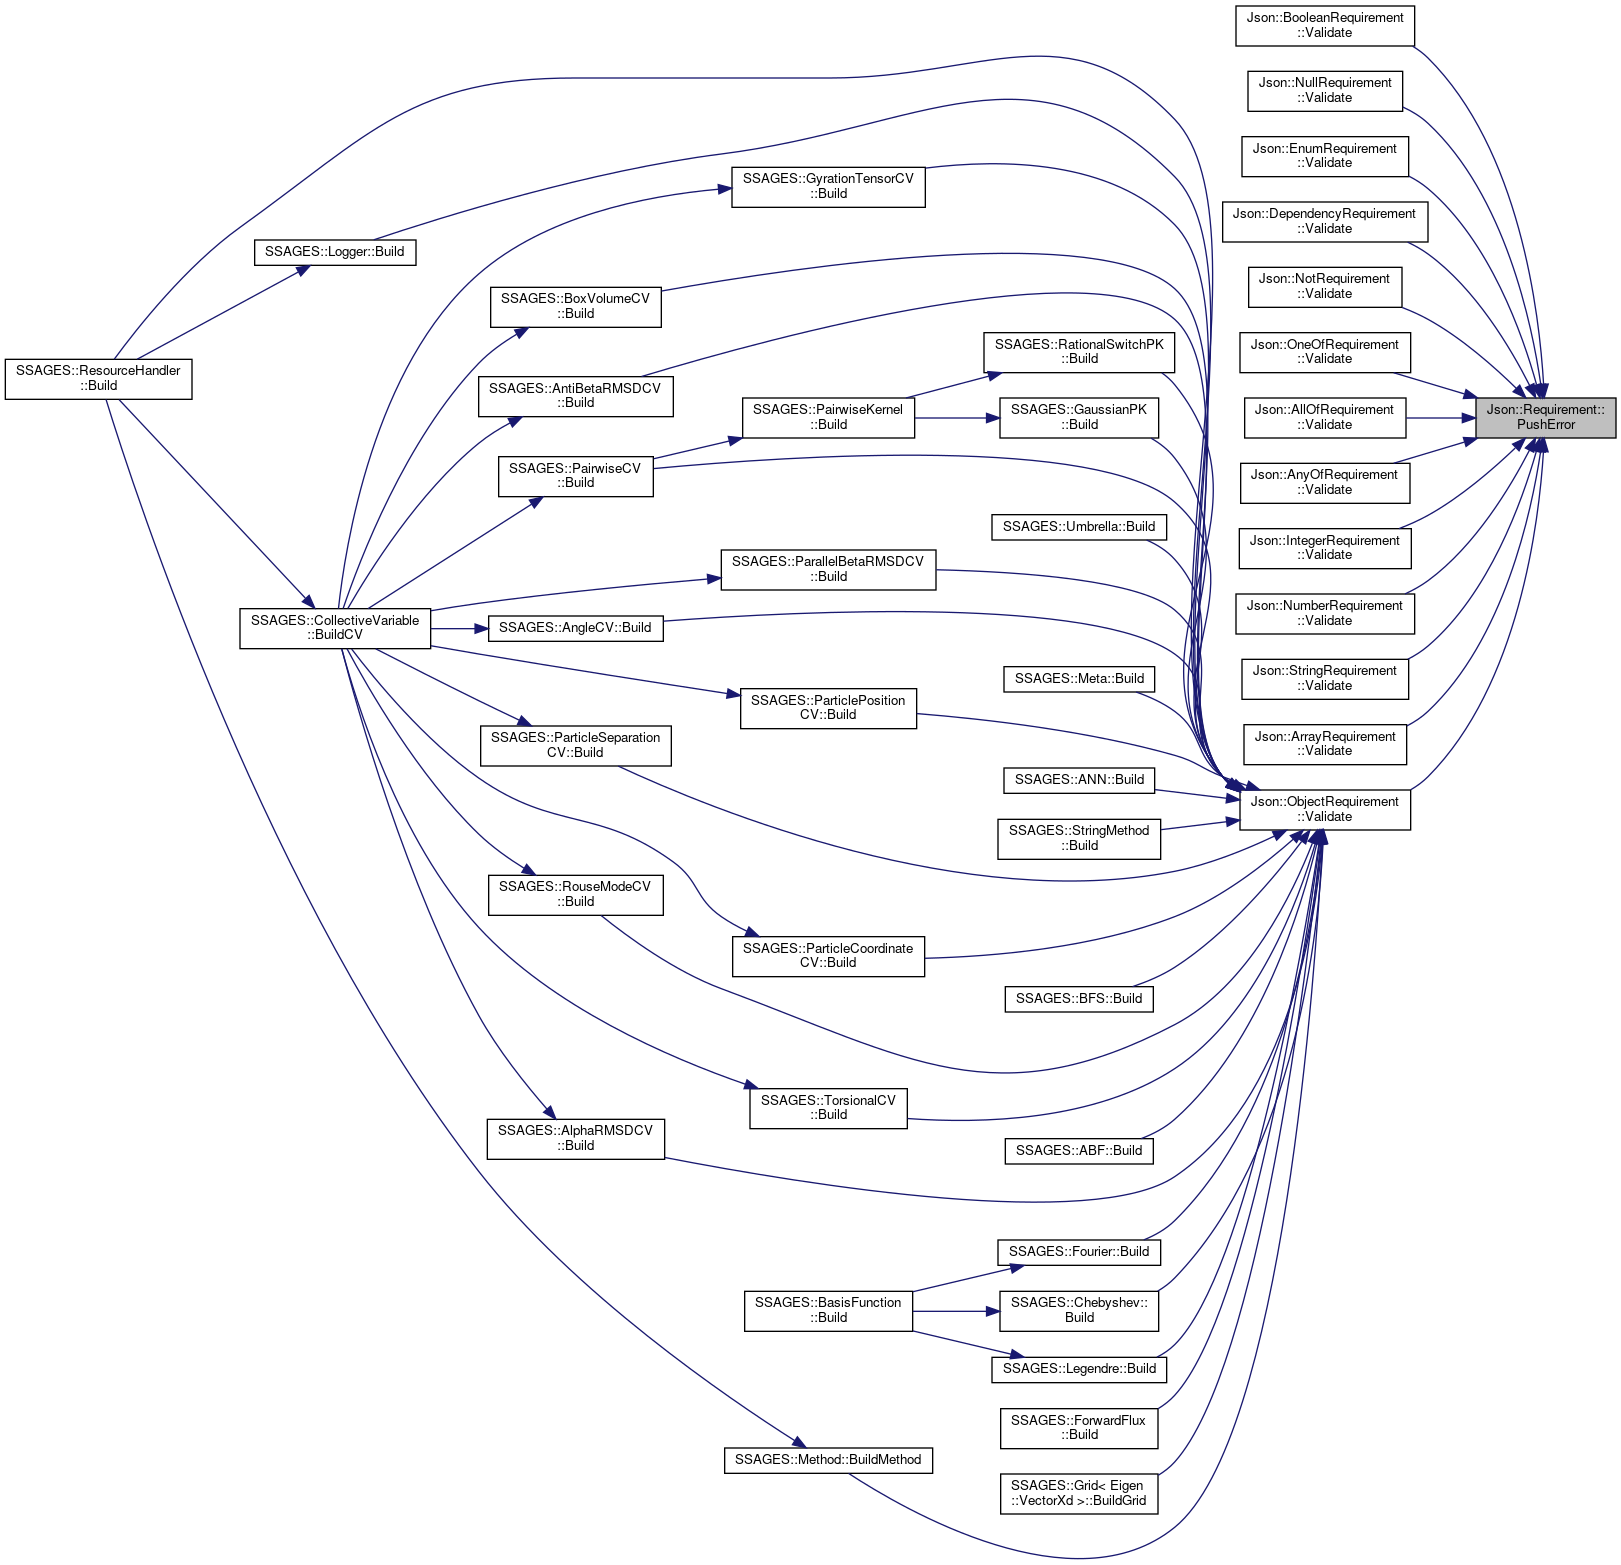 Json::BooleanRequirement
::Validate
Json::NullRequirement
::Validate
Json::EnumRequirement
::Validate
Json::DependencyRequirement
::Validate
Json::NotRequirement
::Validate
Json::OneOfRequirement
::Validate
Json::AllOfRequirement
::Validate
Json::AnyOfRequirement
::Validate
Json::IntegerRequirement
::Validate
Json::NumberRequirement
::Validate
Json::StringRequirement
::Validate
Json::ArrayRequirement
::Validate
Json::ObjectRequirement
::Validate
Json::Requirement::
PushError
SSAGES::GyrationTensorCV
::Build
SSAGES::Logger::Build
SSAGES::BoxVolumeCV
::Build
SSAGES::ResourceHandler
::Build
SSAGES::AntiBetaRMSDCV
::Build
SSAGES::RationalSwitchPK
::Build
SSAGES::PairwiseKernel
::Build
SSAGES::GaussianPK
::Build
SSAGES::PairwiseCV
::Build
SSAGES::Umbrella::Build
SSAGES::ParallelBetaRMSDCV
::Build
SSAGES::CollectiveVariable
::BuildCV
SSAGES::AngleCV::Build
SSAGES::Meta::Build
SSAGES::ParticlePosition
CV::Build
SSAGES::ParticleSeparation
CV::Build
SSAGES::ANN::Build
SSAGES::StringMethod
::Build
SSAGES::RouseModeCV
::Build
SSAGES::ParticleCoordinate
CV::Build
SSAGES::BFS::Build
SSAGES::TorsionalCV
::Build
SSAGES::AlphaRMSDCV
::Build
SSAGES::ABF::Build
SSAGES::Fourier::Build
SSAGES::BasisFunction
::Build
SSAGES::Chebyshev::
Build
SSAGES::Legendre::Build
SSAGES::ForwardFlux
::Build
SSAGES::Method::BuildMethod
SSAGES::Grid< Eigen
::VectorXd >::BuildGrid